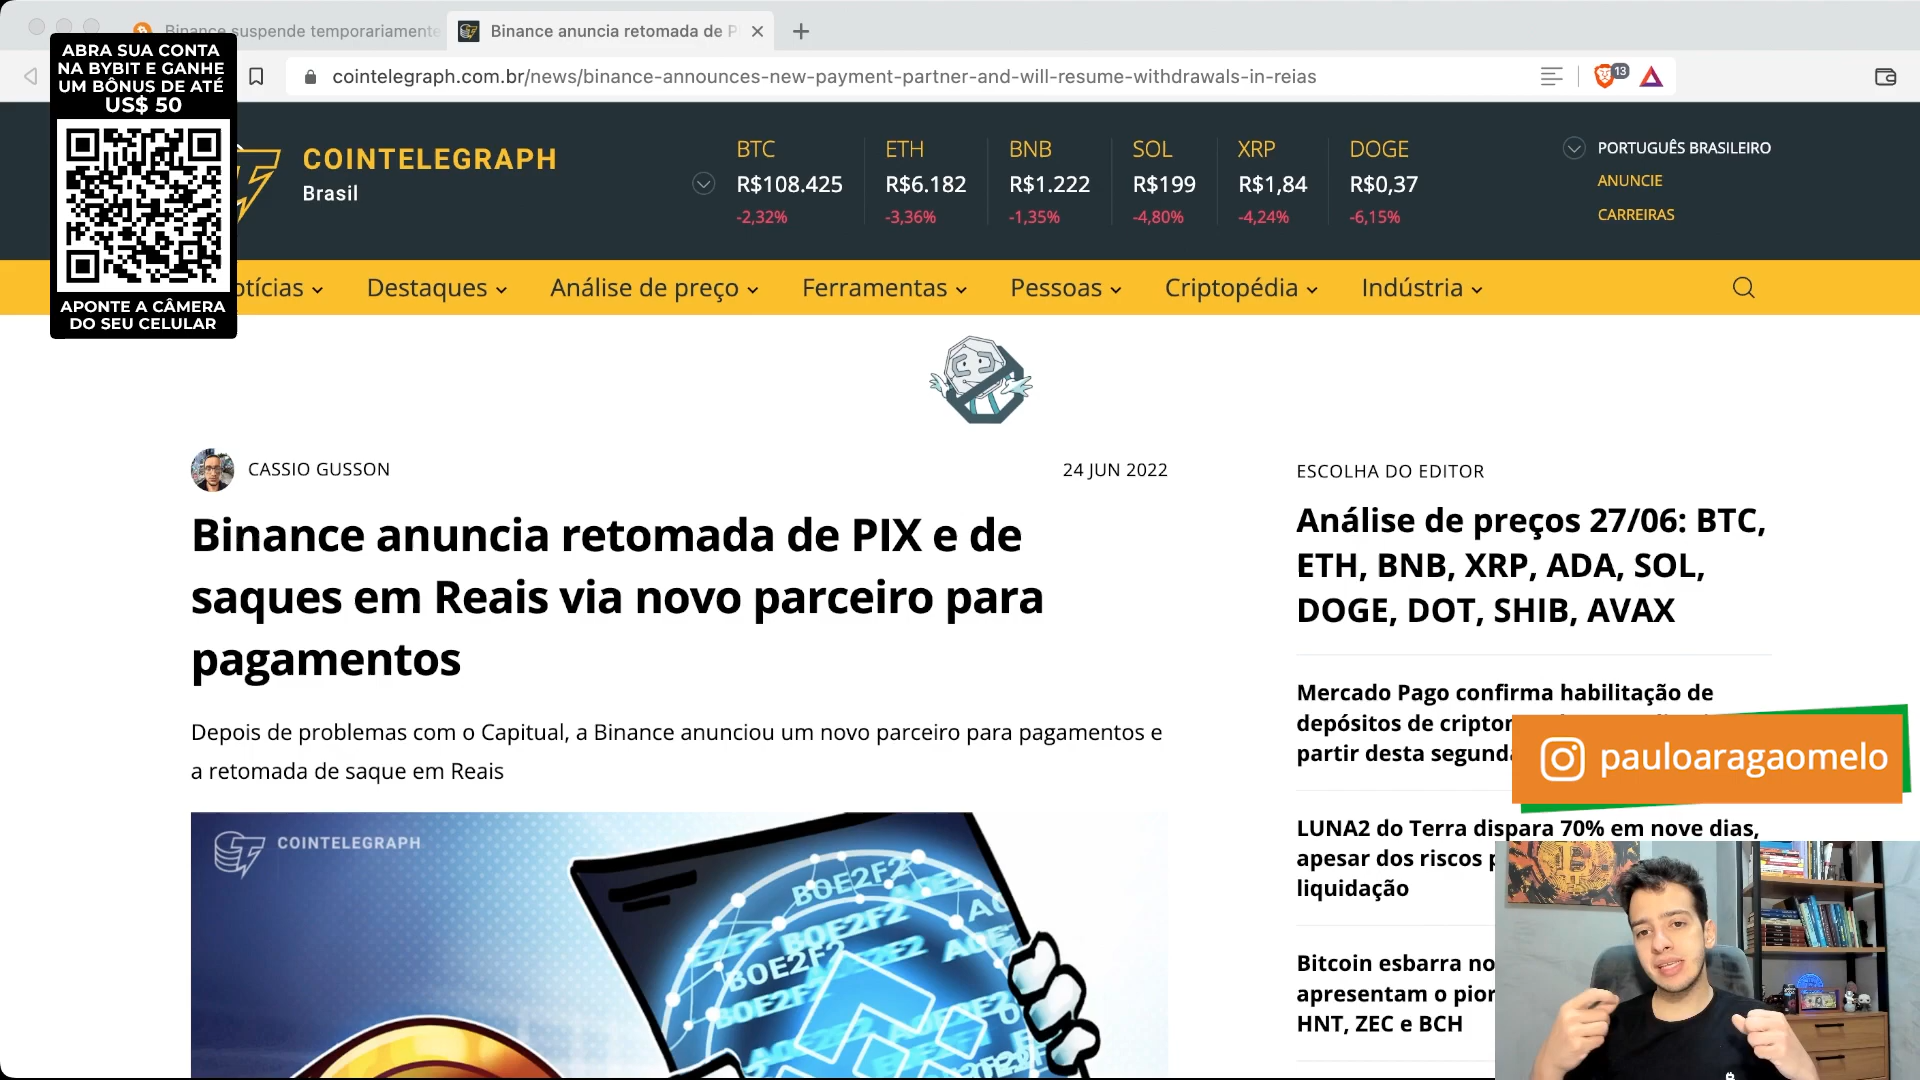 Binance suspende temporariamente
Binance anuncia retomada de P
cointelegraph.com.br/news/binance-announces-new-payment-partner-and-will-resume-withdrawals-in-reias
13
ABRA SUA CONTA
NA BYBIT E GANHE
UM BÔNUS DE ATÉ
US$ 50
APONTE A CÂMERA
DO SEU CELULAR
COINTELEGRAPH
Brasil
BTC
R$108.425
-2,32%
ETH
R$6.182
-3,36%
BNB
R$1.222
-1,35%
SOL
R$199
-4,80%
XRP
R$1,84
-4,24%
DOGE
R$0,37
-6,15%
PORTUGUÊS BRASILEIRO
ANUNCIE
CARREIRAS
otícias Destaques Análise de preço Ferramentas Pessoas Criptopédia Indústria
CASSIO GUSSON
24 JUN 2022
Binance anuncia retomada de PIX e de
saques em Reais via novo parceiro para
pagamentos
Depois de problemas com o Capitual, a Binance anunciou um novo parceiro para pagamentos e
a retomada de saque em Reais
COINTELEGRAPH
B0E2F2
B0E2F2
B0E2F2
ESCOLHA DO EDITOR
Análise de preços 27/06: BTC,
ETH, BNB, XRP, ADA, SOL,
DOGE, DOT, SHIB, AVAX
Mercado Pago confirma habilitação de
depósitos de criptom
partir desta segunda
pauloaragaomelo
LUNA2 do Terra dispara 70% em nove dias,
apesar dos riscos
liquidação
Bitcoin esbarra no
apresentam o pior
HNT, ZEC e BCH